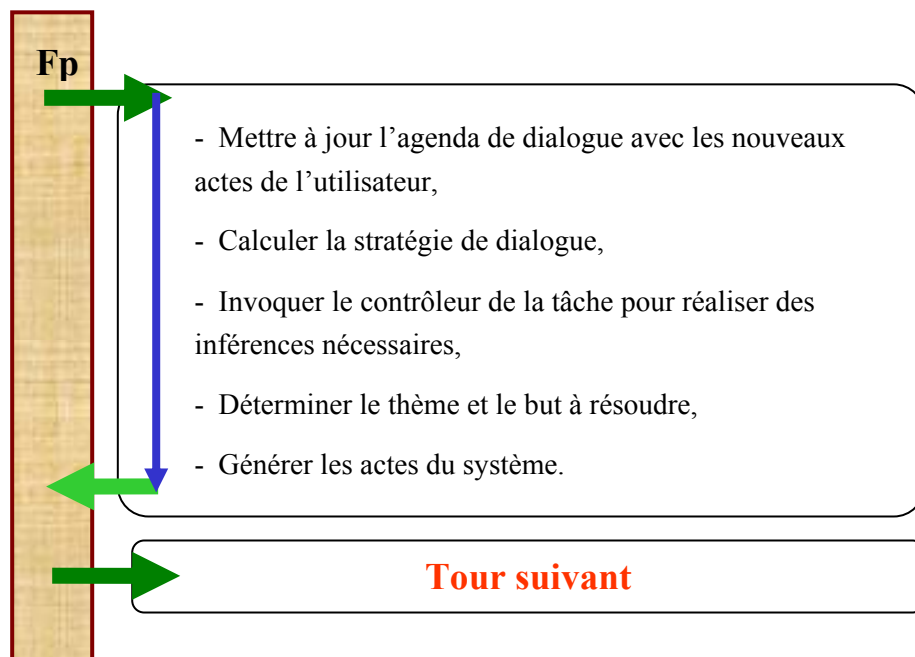 Fp
- Mettre à jour l’agenda de dialogue avec les nouveaux
actes de l’utilisateur,
- Calculer la stratégie de dialogue,
- Invoquer le contrôleur de la tâche pour réaliser des
inférences nécessaires,
- Déterminer le thème et le but à résoudre,
- Générer les actes du système.
Tour suivant